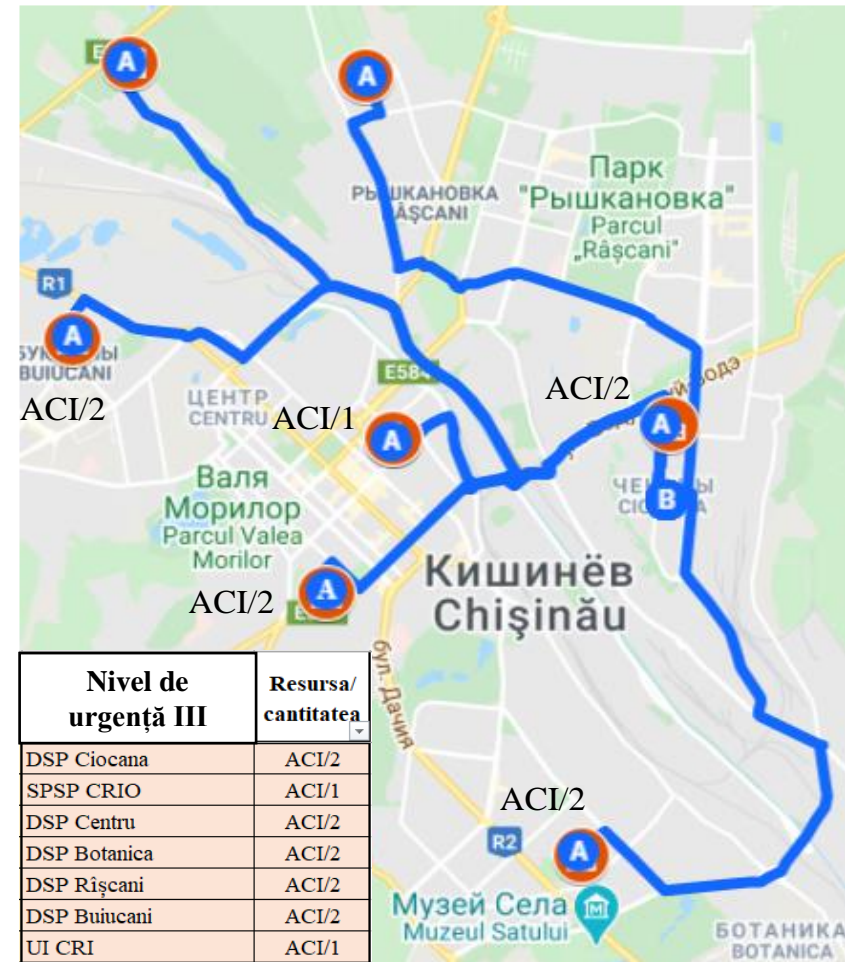 A
A
Парк
"Рышкановка"
Parcul
„Râșcani"
R1
A
BUIUCANI
ACI/2
ЦЕНТР
CENTRU
ACI/1
A
E584
ACI/2
A
B
Валя
Морилор
Parcul Valea
Morilor
ACI/2
A
Кишинёв
Chişinău
бул. Дачия
Nivel de
urgență III
Resursa/
cantitatea
DSP Ciocana
ACI/2
SPSP CRIO
ACI/1
DSP Centru
ACI/2
DSP Botanica
ACI/2
DSP Rîșcani
ACI/2
DSP Buiucani
ACI/2
UI CRI
ACI/1
ACI/2
R2
A
Музей Села
Muzeul Satului
БОТАНИКА
BOTANICA